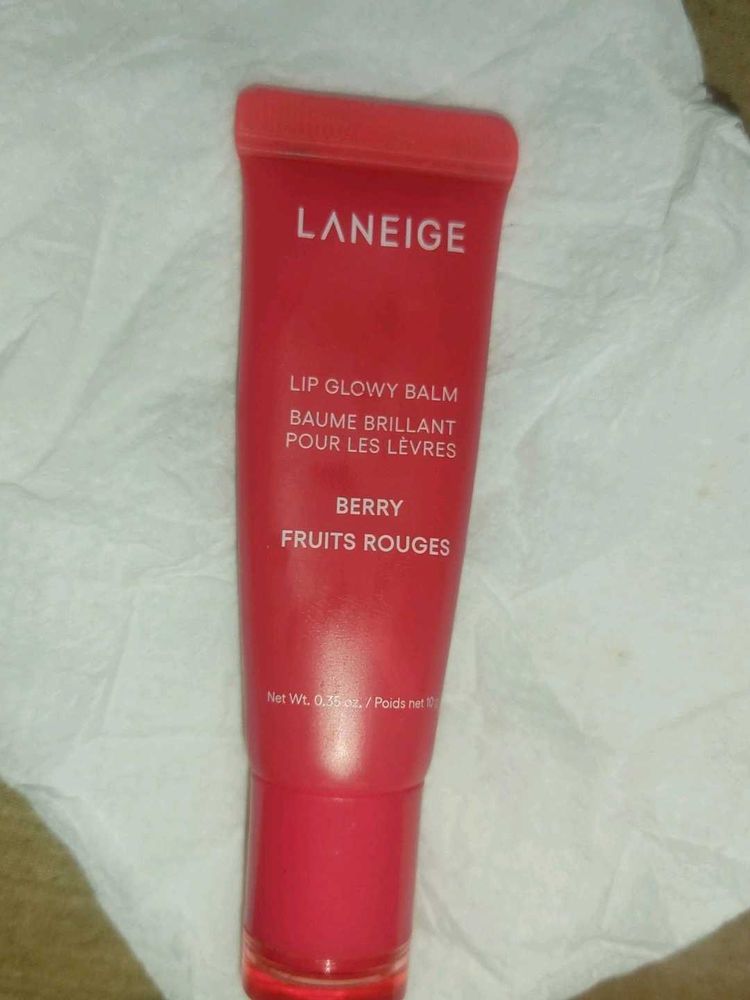 LANEIGE
LIP GLOWY BALM
BAUME BRILLANT
POUR LES LÈVRES
BERRY
FRUITS ROUGES
Net Wt. 0.35 oz. / Poids net 10 g